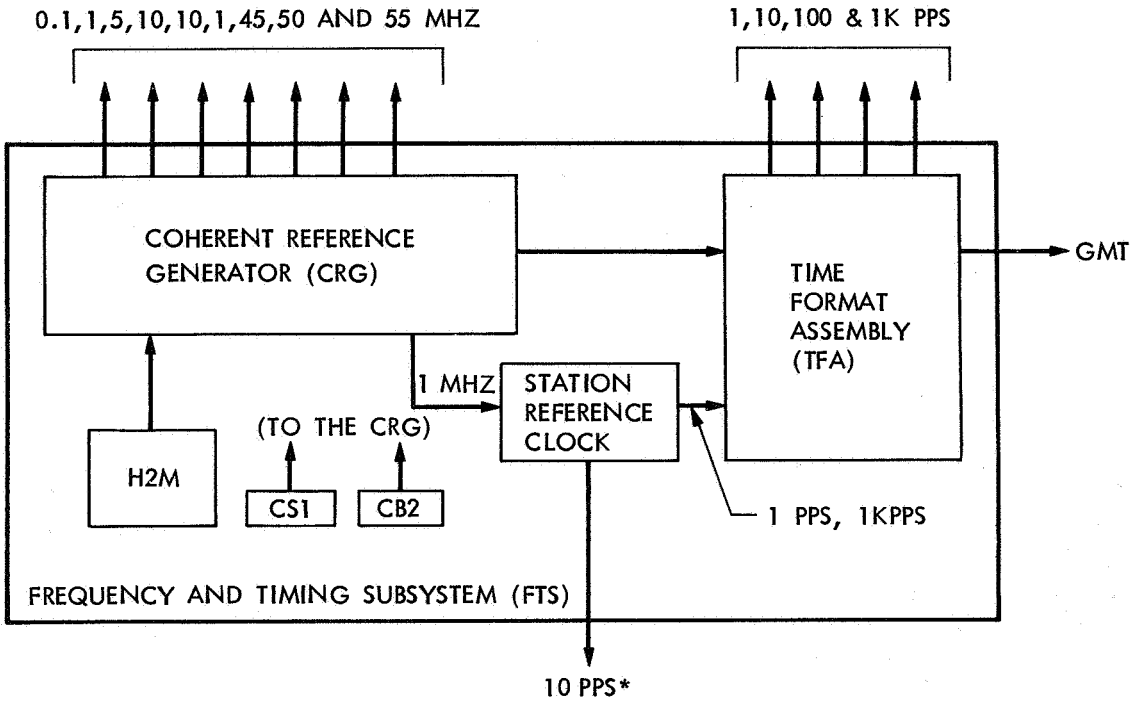 0.1,1,5,10,10,1,45,50 AND 55 MHZ
1,10,100 & 1K PPS
COHERENT REFERENCE
GENERATOR (CRG)
GMT
TIME
FORMAT
ASSEMBLY
(TFA)
1 MHZ
STATION
REFERENCE
CLOCK
(TO THE CRG)
H2M
CS1
CB2
1 PPS, 1KPPS
FREQUENCY AND TIMING SUBSYSTEM (FTS)
10 PPS*